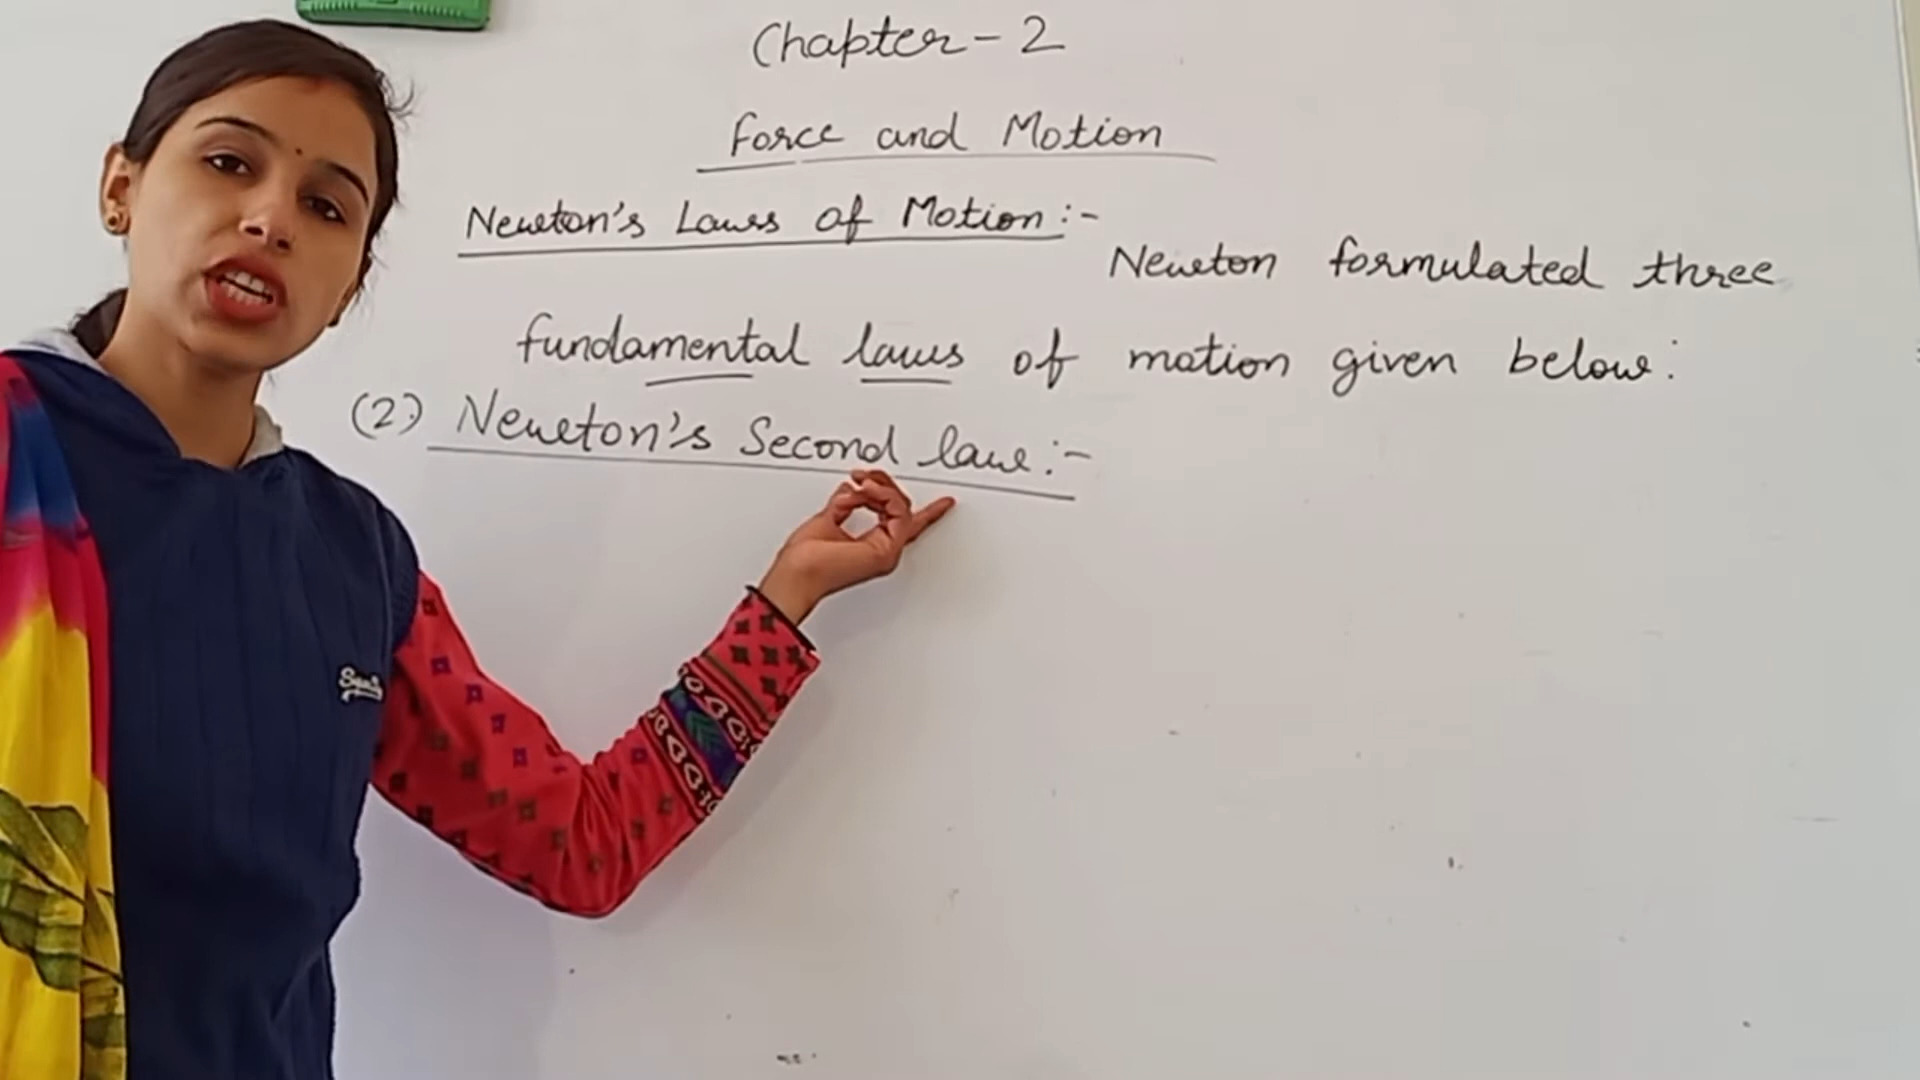 Chapter - 2
Force and Motion
Newton's Laws of Motion :-
Newton formulated three
fundamental laws of motion given below:
(2) Newton's Second law :-